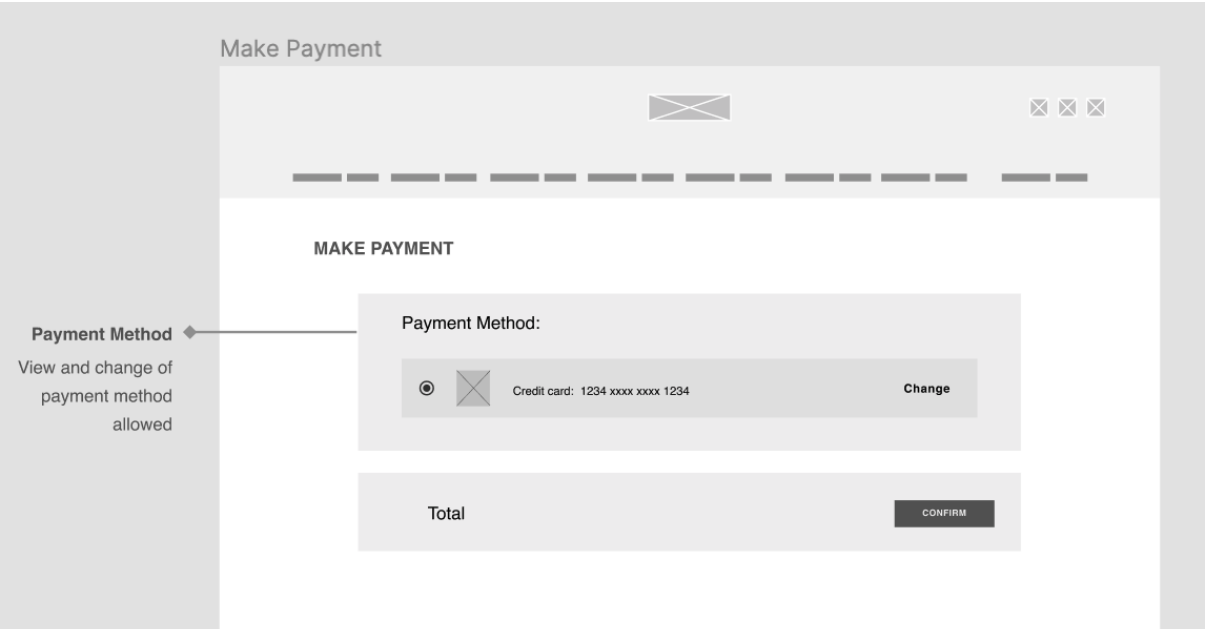 Make Payment
MAKE PAYMENT
Payment Method
View and change of
payment method
allowed
Payment Method:
Credit card: 1234 xxxx xxxx 1234
Change
Total
CONFIRM